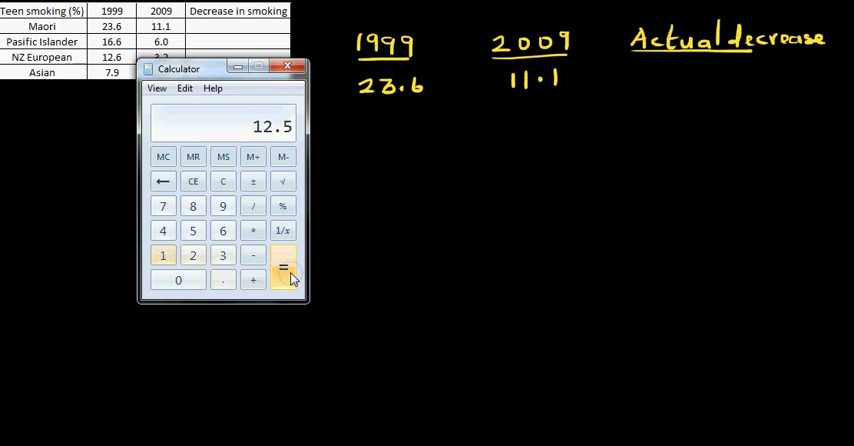 Teen smoking (%) 1999 2009 Decrease in smoking
Maori 23.6 11.1
Pasific Islander 16.6 6.0
NZ European 12.6 3.2
Asian 7.9
Calculator
View Edit Help
12.5
MC MR MS M+ M-
← CE C ± √
7 8 9 / %
4 5 6 * 1/x
1 2 3 - =
0 . +
1999 2009 Actual decrease
23.6 11.1